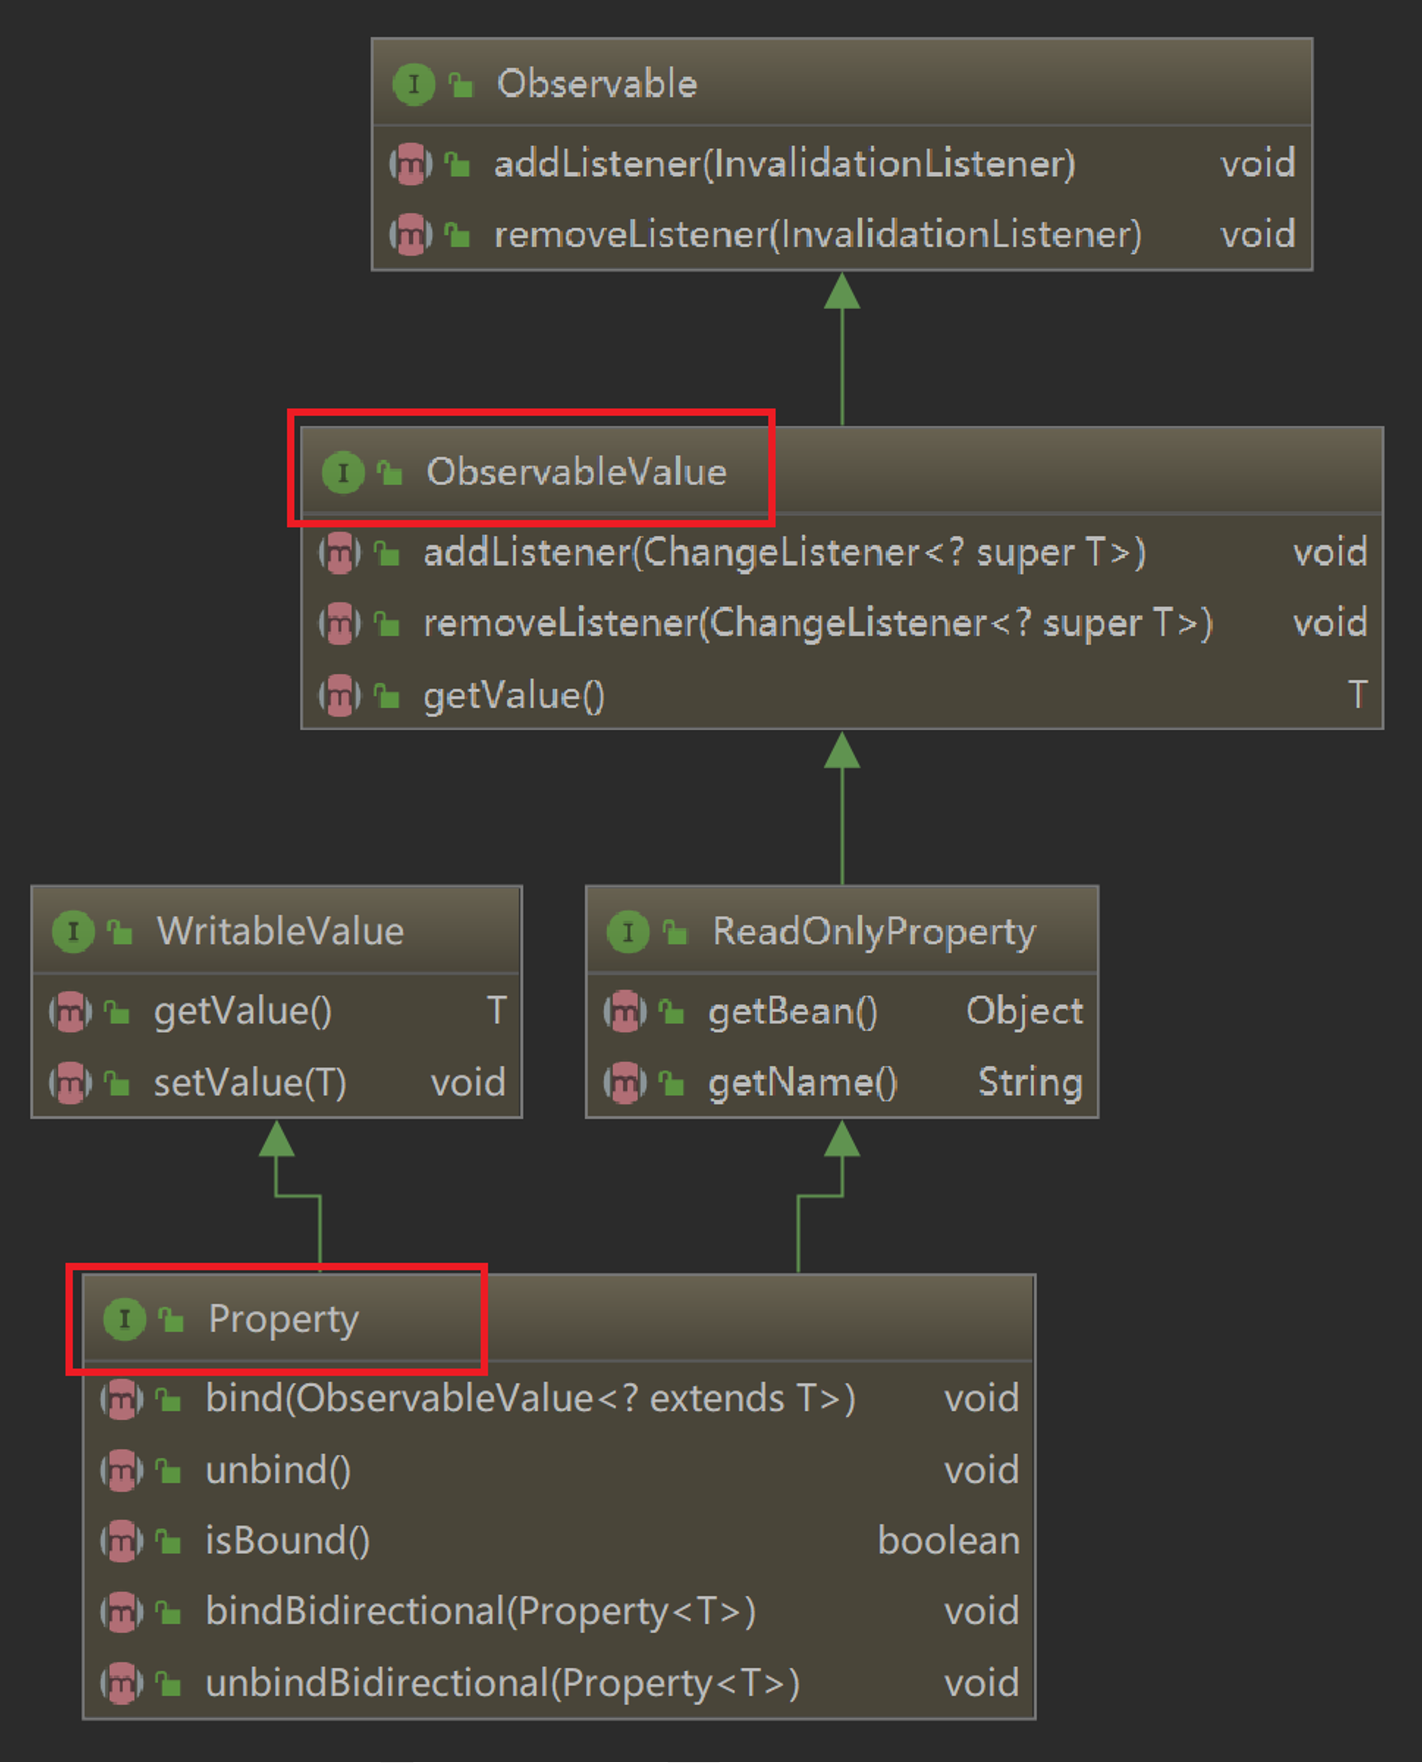 Observable
addListener(InvalidationListener) void
removeListener(InvalidationListener) void
ObservableValue
addListener(ChangeListener<? super T>) void
removeListener(ChangeListener<? super T>) void
getValue() T
WritableValue
getValue() T
setValue(T) void
ReadOnlyProperty
getBean() Object
getName() String
Property
bind(ObservableValue<? extends T>) void
unbind() void
isBound() boolean
bindBidirectional(Property<T>) void
unbindBidirectional(Property<T>) void